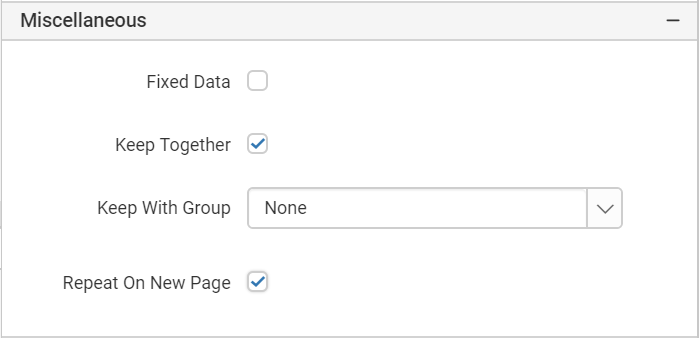 Miscellaneous
Fixed Data
Keep Together
Keep With Group None
Repeat On New Page